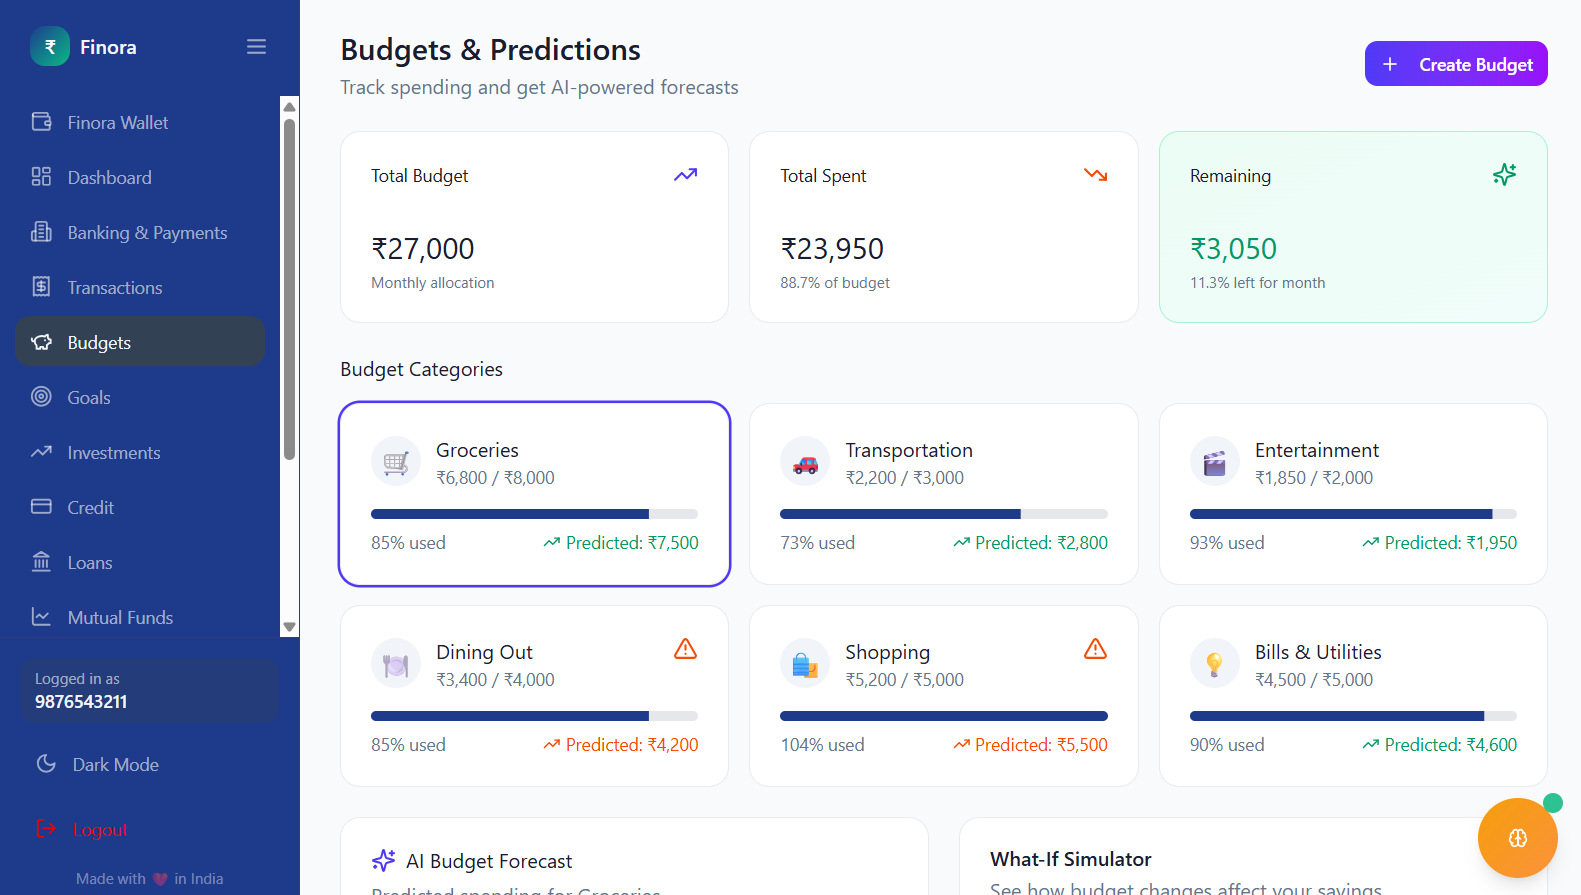 ₹ Finora
Finora Wallet
Dashboard
Banking & Payments
Transactions
Budgets
Goals
Investments
Credit
Loans
Mutual Funds
Logged in as
9876543211
Dark Mode
Logout
Made with 💜 in India
Budgets & Predictions
Track spending and get AI-powered forecasts
+ Create Budget
Total Budget
₹27,000
Monthly allocation
Total Spent
₹23,950
88.7% of budget
Remaining
₹3,050
11.3% left for month
Budget Categories
Groceries
₹6,800 / ₹8,000
85% used Predicted: ₹7,500
Transportation
₹2,200 / ₹3,000
73% used Predicted: ₹2,800
Entertainment
₹1,850 / ₹2,000
93% used Predicted: ₹1,950
Dining Out
₹3,400 / ₹4,000
85% used Predicted: ₹4,200
Shopping
₹5,200 / ₹5,000
104% used Predicted: ₹5,500
Bills & Utilities
₹4,500 / ₹5,000
90% used Predicted: ₹4,600
AI Budget Forecast
Predicted spending for Groceries
What-If Simulator
See how budget changes affect your savings